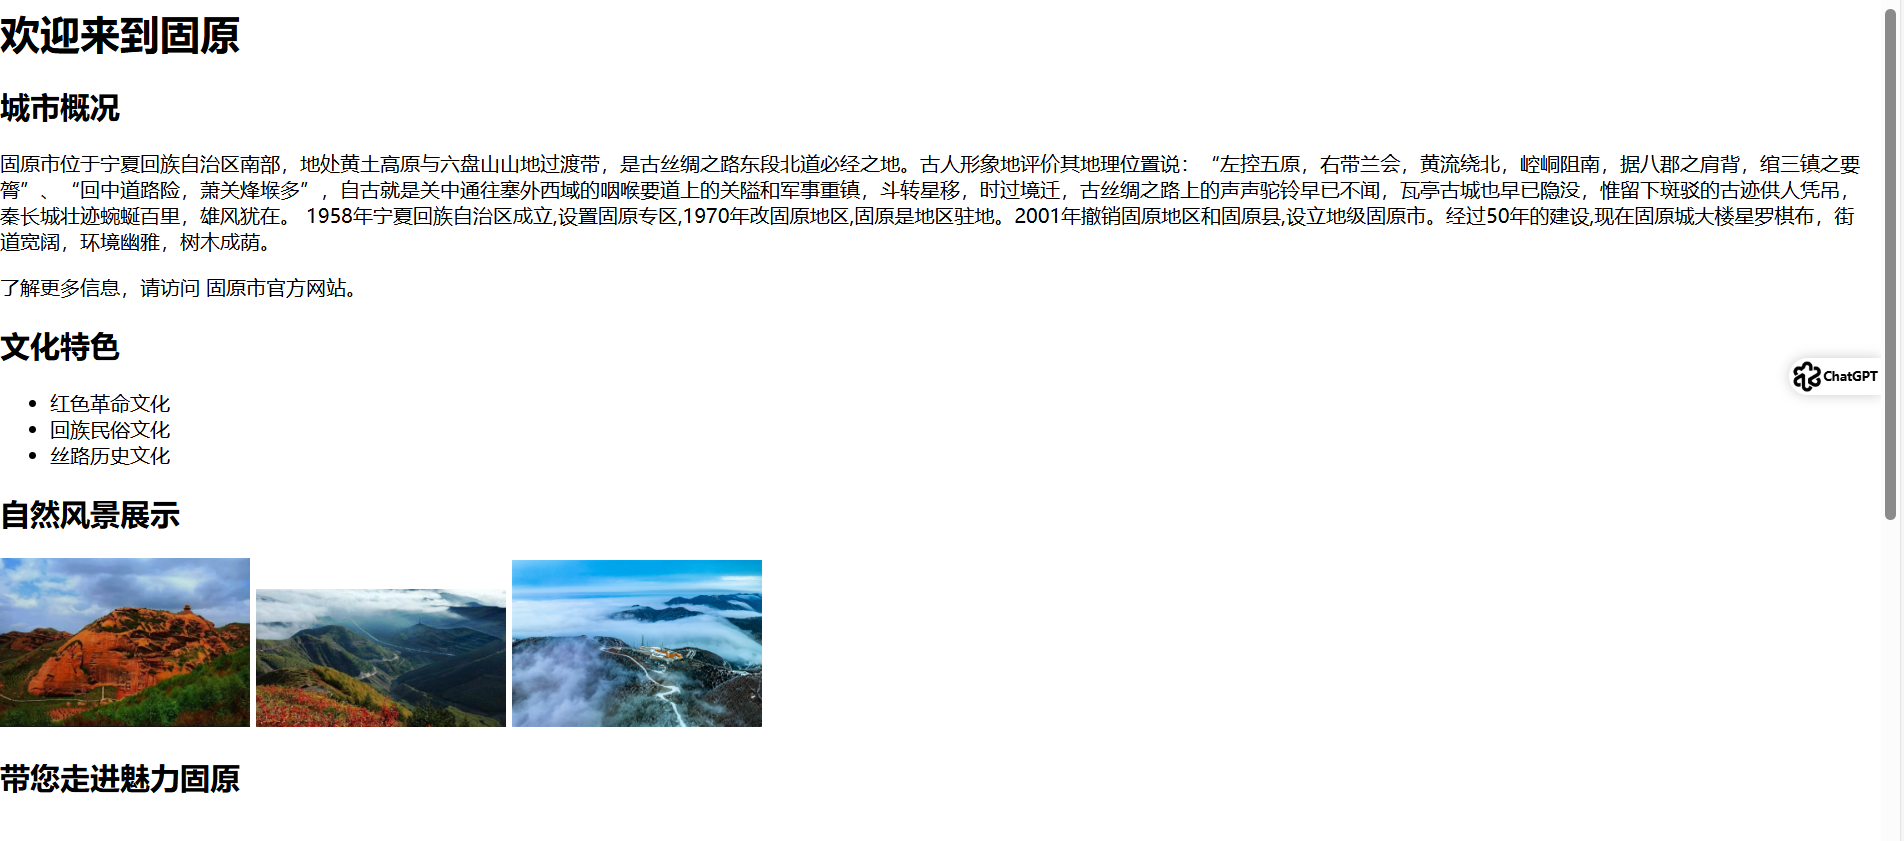 欢迎来到固原
城市概况
固原市位于宁夏回族自治区南部，地处黄土高原与六盘山山地过渡带，是古丝绸之路东段北道必经之地。古人形象地评价其地理位置说：“左控五原，右带兰会，黄流绕北，崆峒阻南，据八郡之肩背，绾三镇之要
膂”、“回中道路险，萧关烽堠多”，自古就是关中通往塞外西域的咽喉要道上的关隘和军事重镇，斗转星移，时过境迁，古丝绸之路上的声声驼铃早已不闻，瓦亭古城也早已隐没，惟留下斑驳的古迹供人凭吊，
秦长城壮迹蜿蜒百里，雄风犹在。 1958年宁夏回族自治区成立,设置固原专区,1970年改固原地区,固原是地区驻地。2001年撤销固原地区和固原县,设立地级固原市。经过50年的建设,现在固原城大楼星罗棋布，街
道宽阔，环境幽雅，树木成荫。
了解更多信息，请访问 固原市官方网站。
文化特色
ChatGPT
• 红色革命文化
• 回族民俗文化
• 丝路历史文化
自然风景展示
带您走进魅力固原